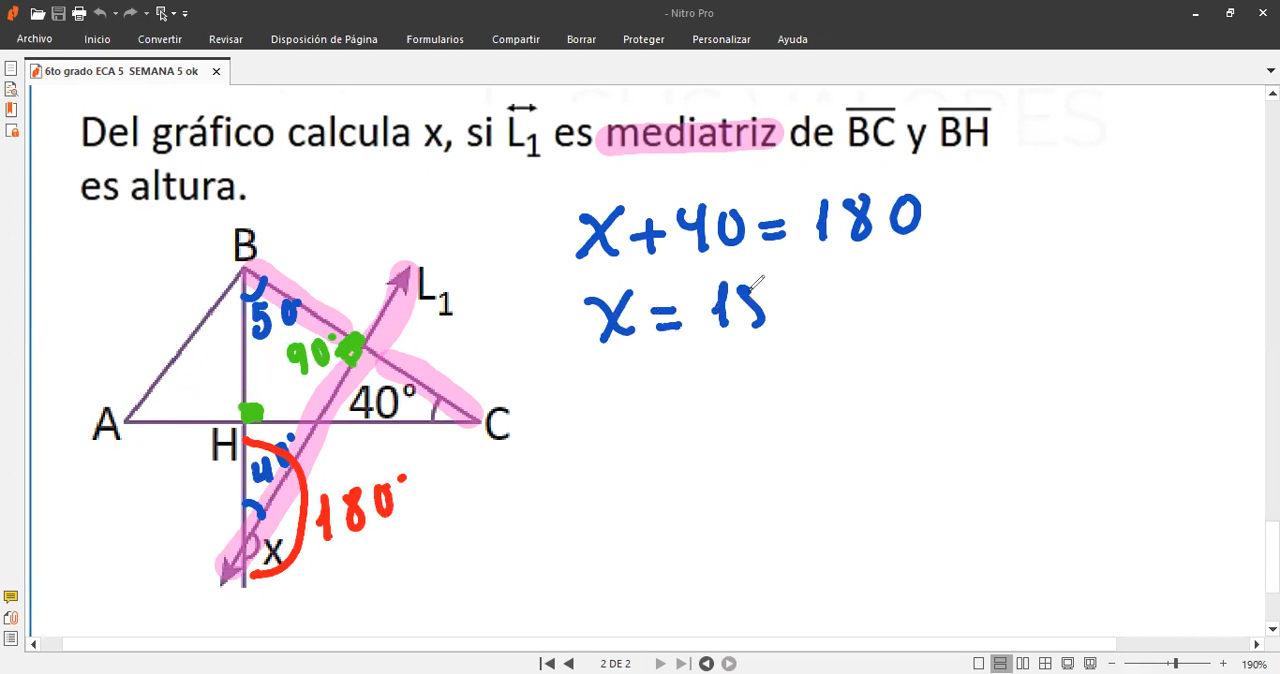 - Nitro Pro
Archivo Inicio Convertir Revisar Disposición de Página Formularios Compartir Borrar Proteger Personalizar Ayuda
6to grado ECA 5 SEMANA 5 ok
Del gráfico calcula x, si L1 es mediatriz de BC y BH
es altura.
x+40=180
B
L1
x=18
50
90°
40°
A
H
C
40°
180°
x
2 DE 2
190%